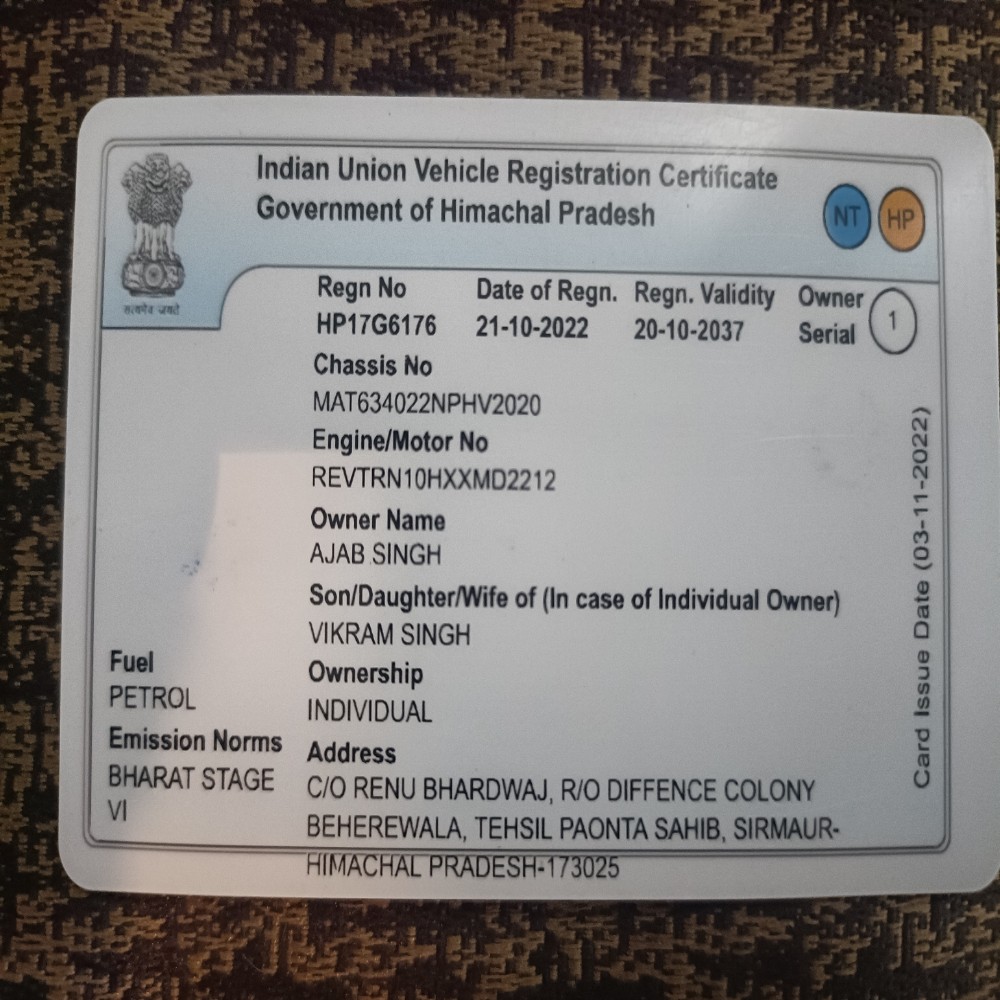 Indian Union Vehicle Registration Certificate
Government of Himachal Pradesh
NT HP
सत्यमेव जयते
Regn No Date of Regn. Regn. Validity Owner Serial 1
HP17G6176 21-10-2022 20-10-2037
Chassis No
MAT634022NPHV2020
Engine/Motor No
REVTRN10HXXMD2212
Owner Name
AJAB SINGH
Son/Daughter/Wife of (In case of Individual Owner)
VIKRAM SINGH
Fuel
PETROL
Emission Norms
BHARAT STAGE
VI
Ownership
INDIVIDUAL
Address
C/O RENU BHARDWAJ, R/O DIFFENCE COLONY
BEHEREWALA, TEHSIL PAONTA SAHIB, SIRMAUR-
HIMACHAL PRADESH-173025
Card Issue Date (03-11-2022)